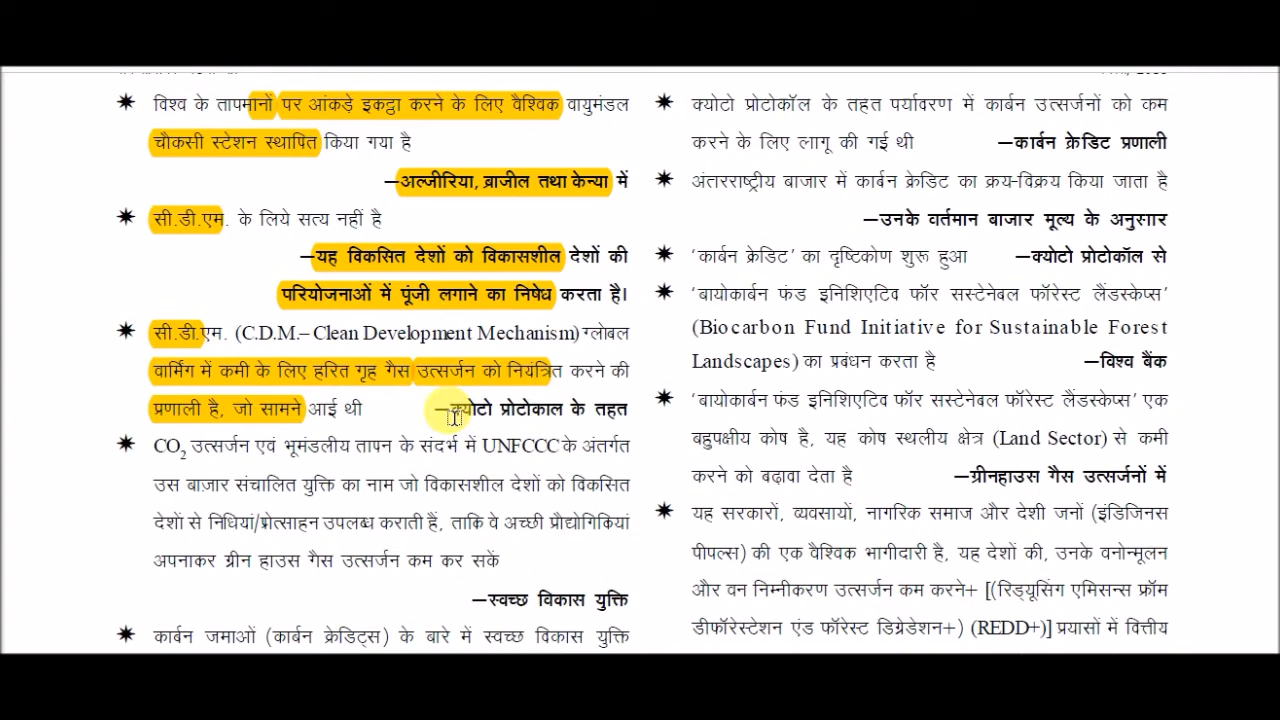 ✶ विश्व के तापमानों पर आंकड़े इकट्ठा करने के लिए वैश्विक वायुमंडल
चौकसी स्टेशन स्थापित किया गया है
–अल्जीरिया, ब्राजील तथा केन्या में
✶ सी.डी.एम. के लिये सत्य नहीं है
–यह विकसित देशों को विकासशील देशों की
परियोजनाओं में पूंजी लगाने का निषेध करता है।
✶ सी.डी.एम. (C.D.M.– Clean Development Mechanism) ग्लोबल
वार्मिंग में कमी के लिए हरित गृह गैस उत्सर्जन को नियंत्रित करने की
प्रणाली है, जो सामने आई थी –क्योटो प्रोटोकाल के तहत
✶ CO₂ उत्सर्जन एवं भूमंडलीय तापन के संदर्भ में UNFCCC के अंतर्गत
उस बाज़ार संचालित युक्ति का नाम जो विकासशील देशों को विकसित
देशों से निधियां/प्रोत्साहन उपलब्ध कराती हैं, ताकि वे अच्छी प्रौद्योगिकियां
अपनाकर ग्रीन हाउस गैस उत्सर्जन कम कर सकें
–स्वच्छ विकास युक्ति
✶ कार्बन जमाओं (कार्बन क्रेडिट्स) के बारे में स्वच्छ विकास युक्ति
क्योटो प्रोटोकॉल के तहत पर्यावरण में कार्बन उत्सर्जनों को कम
करने के लिए लागू की गई थी –कार्बन क्रेडिट प्रणाली
✶ अंतरराष्ट्रीय बाजार में कार्बन क्रेडिट का क्रय-विक्रय किया जाता है
–उनके वर्तमान बाजार मूल्य के अनुसार
✶ 'कार्बन क्रेडिट' का दृष्टिकोण शुरू हुआ –क्योटो प्रोटोकॉल से
✶ 'बायोकार्बन फंड इनिशिएटिव फॉर सस्टेनेबल फॉरेस्ट लैंडस्केप्स'
(Biocarbon Fund Initiative for Sustainable Forest
Landscapes) का प्रबंधन करता है –विश्व बैंक
✶ 'बायोकार्बन फंड इनिशिएटिव फॉर सस्टेनेबल फॉरेस्ट लैंडस्केप्स' एक
बहुपक्षीय कोष है, यह कोष स्थलीय क्षेत्र (Land Sector) से कमी
करने को बढ़ावा देता है –ग्रीनहाउस गैस उत्सर्जनों में
✶ यह सरकारों, व्यवसायों, नागरिक समाज और देशी जनों (इंडिजिनस
पीपल्स) की एक वैश्विक भागीदारी है, यह देशों की, उनके वनोन्मूलन
और वन निम्नीकरण उत्सर्जन कम करने+ [(रिड्यूसिंग एमिसन्स फ्रॉम
डीफॉरेस्टेशन एंड फॉरेस्ट डिग्रेडेशन+) (REDD+)] प्रयासों में वित्तीय